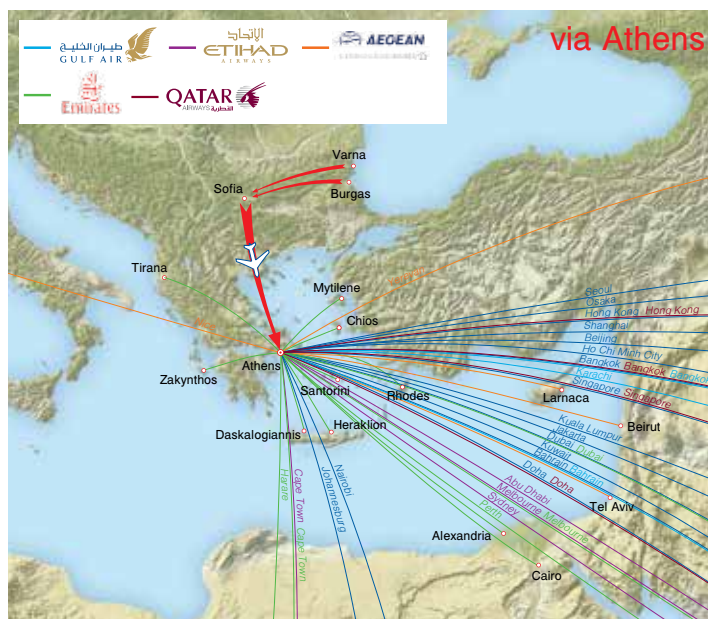 via Athens
طيران الخليج
GULF AIR
الإتحاد
ETIHAD
AIRWAYS
AEGEAN
Emirates
QATAR
AIRWAYS القطرية
Varna
Sofia
Burgas
Tirana
Mytilene
Chios
Athens
Zakynthos
Santorini
Rhodes
Larnaca
Daskalogiannis
Heraklion
Beirut
Tel Aviv
Alexandria
Cairo
Seoul
Osaka
Hong Kong Hong Kong
Shanghai
Beijing
Ho Chi Minh City
Bangkok Bangkok Bangkok
Karachi
Singapore Singapore
Kuala Lumpur
Jakarta
Dubai Dubai
Kuwait
Bahrain Bahrain
Doha Doha
Abu Dhabi
Melbourne Melbourne
Sydney
Perth
Nairobi
Johannesburg
Cape Town Cape Town
Harare